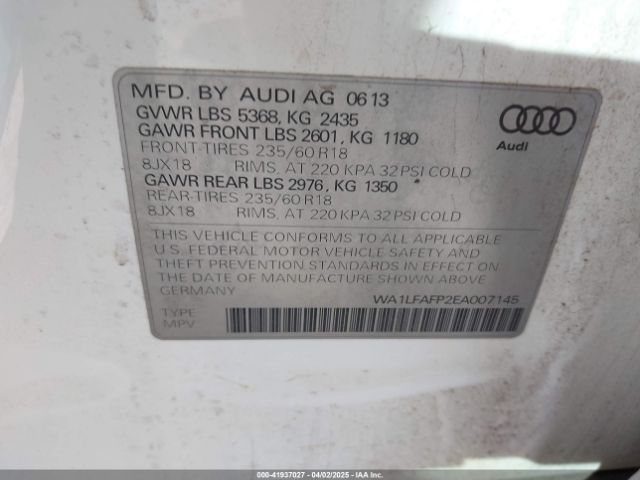 MFD. BY AUDI AG 06 13
GVWR LBS 5368, KG 2435
GAWR FRONT LBS 2601, KG 1180
FRONT-TIRES 235/60 R18
8JX18 RIMS, AT 220 KPA 32 PSI COLD
GAWR REAR LBS 2976, KG 1350
REAR-TIRES 235/60 R18
8JX18 RIMS, AT 220 KPA 32 PSI COLD
Audi
THIS VEHICLE CONFORMS TO ALL APPLICABLE
U.S. FEDERAL MOTOR VEHICLE SAFETY AND
THEFT PREVENTION STANDARDS IN EFFECT ON
THE DATE OF MANUFACTURE SHOWN ABOVE
GERMANY WA1LFAFP2EA007145
TYPE
MPV
000-41937027 - 04/02/2025 - IAA Inc.